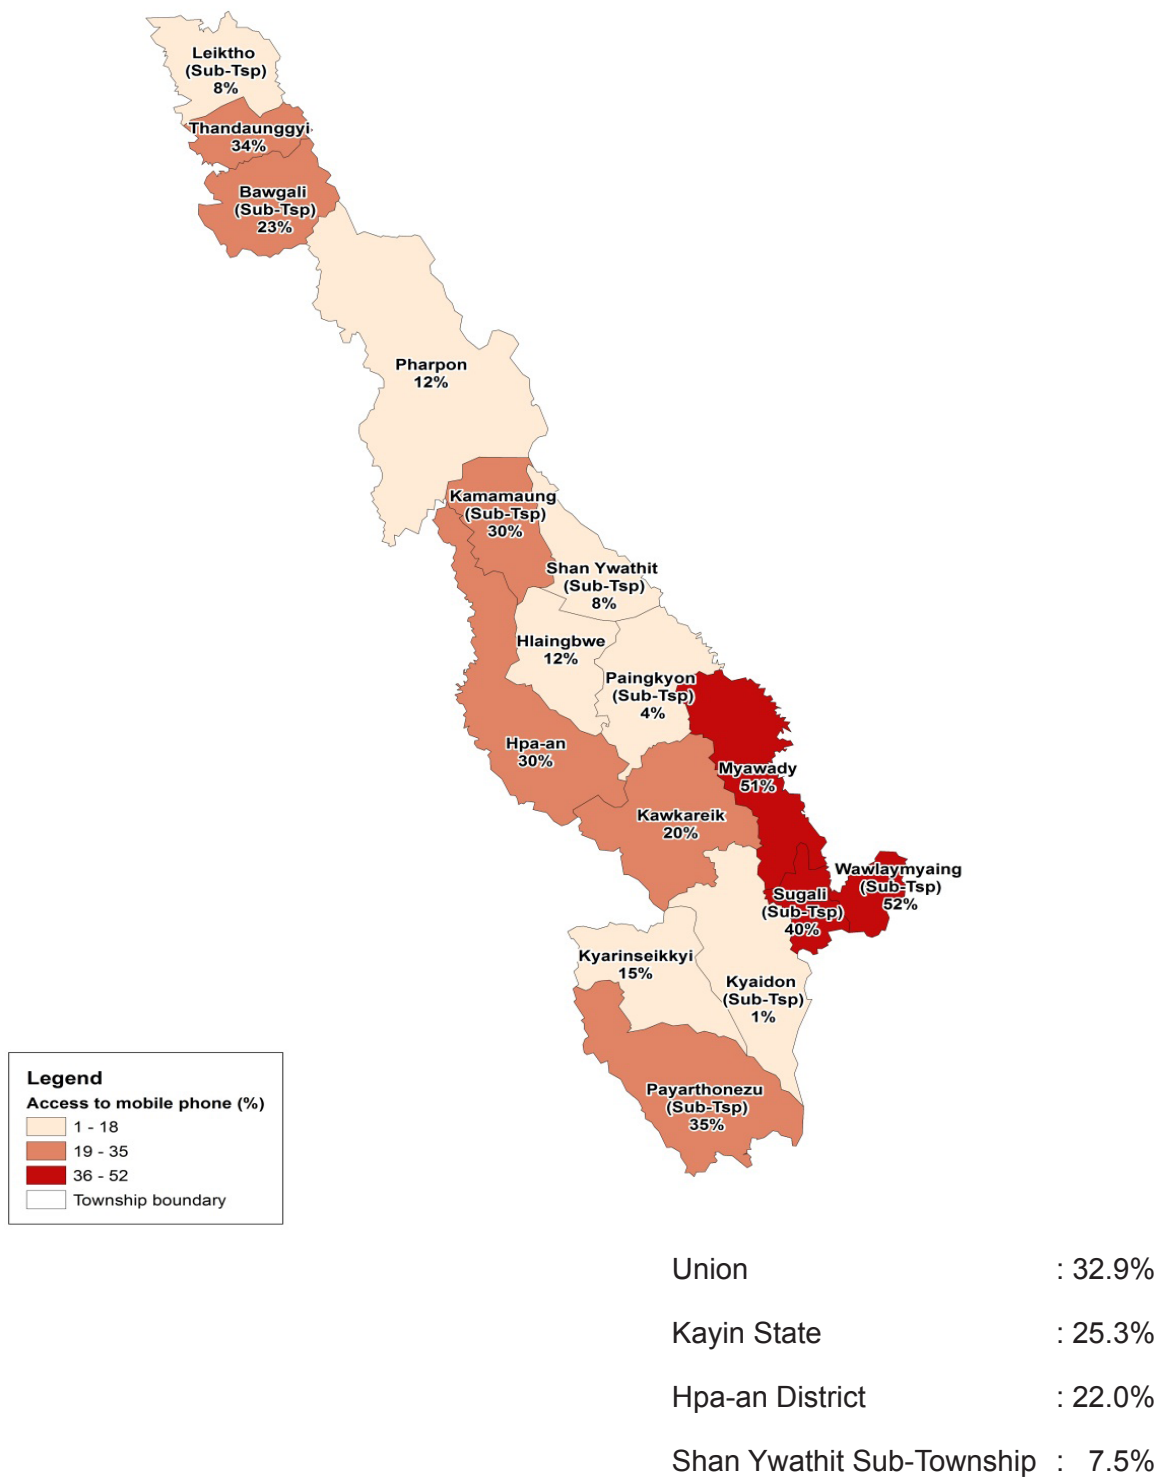 Leiktho
(Sub-Tsp)
8%
Thandaunggyi
34%
Bawgali
(Sub-Tsp)
23%
Pharpon
12%
Kamamaung
(Sub-Tsp)
30%
Shan Ywathit
(Sub-Tsp)
8%
Hlaingbwe
12%
Paingkyon
(Sub-Tsp)
4%
Hpa-an
30%
Myawady
51%
Kawkareik
20%
Wawlaymyaing
(Sub-Tsp)
52%
Sugali
(Sub-Tsp)
40%
Kyarinseikkyi
15%
Kyaidon
(Sub-Tsp)
1%
Payarthonezu
(Sub-Tsp)
35%
Legend
Access to mobile phone (%)
1 - 18
19 - 35
36 - 52
Township boundary
Union : 32.9%
Kayin State : 25.3%
Hpa-an District : 22.0%
Shan Ywathit Sub-Township : 7.5%